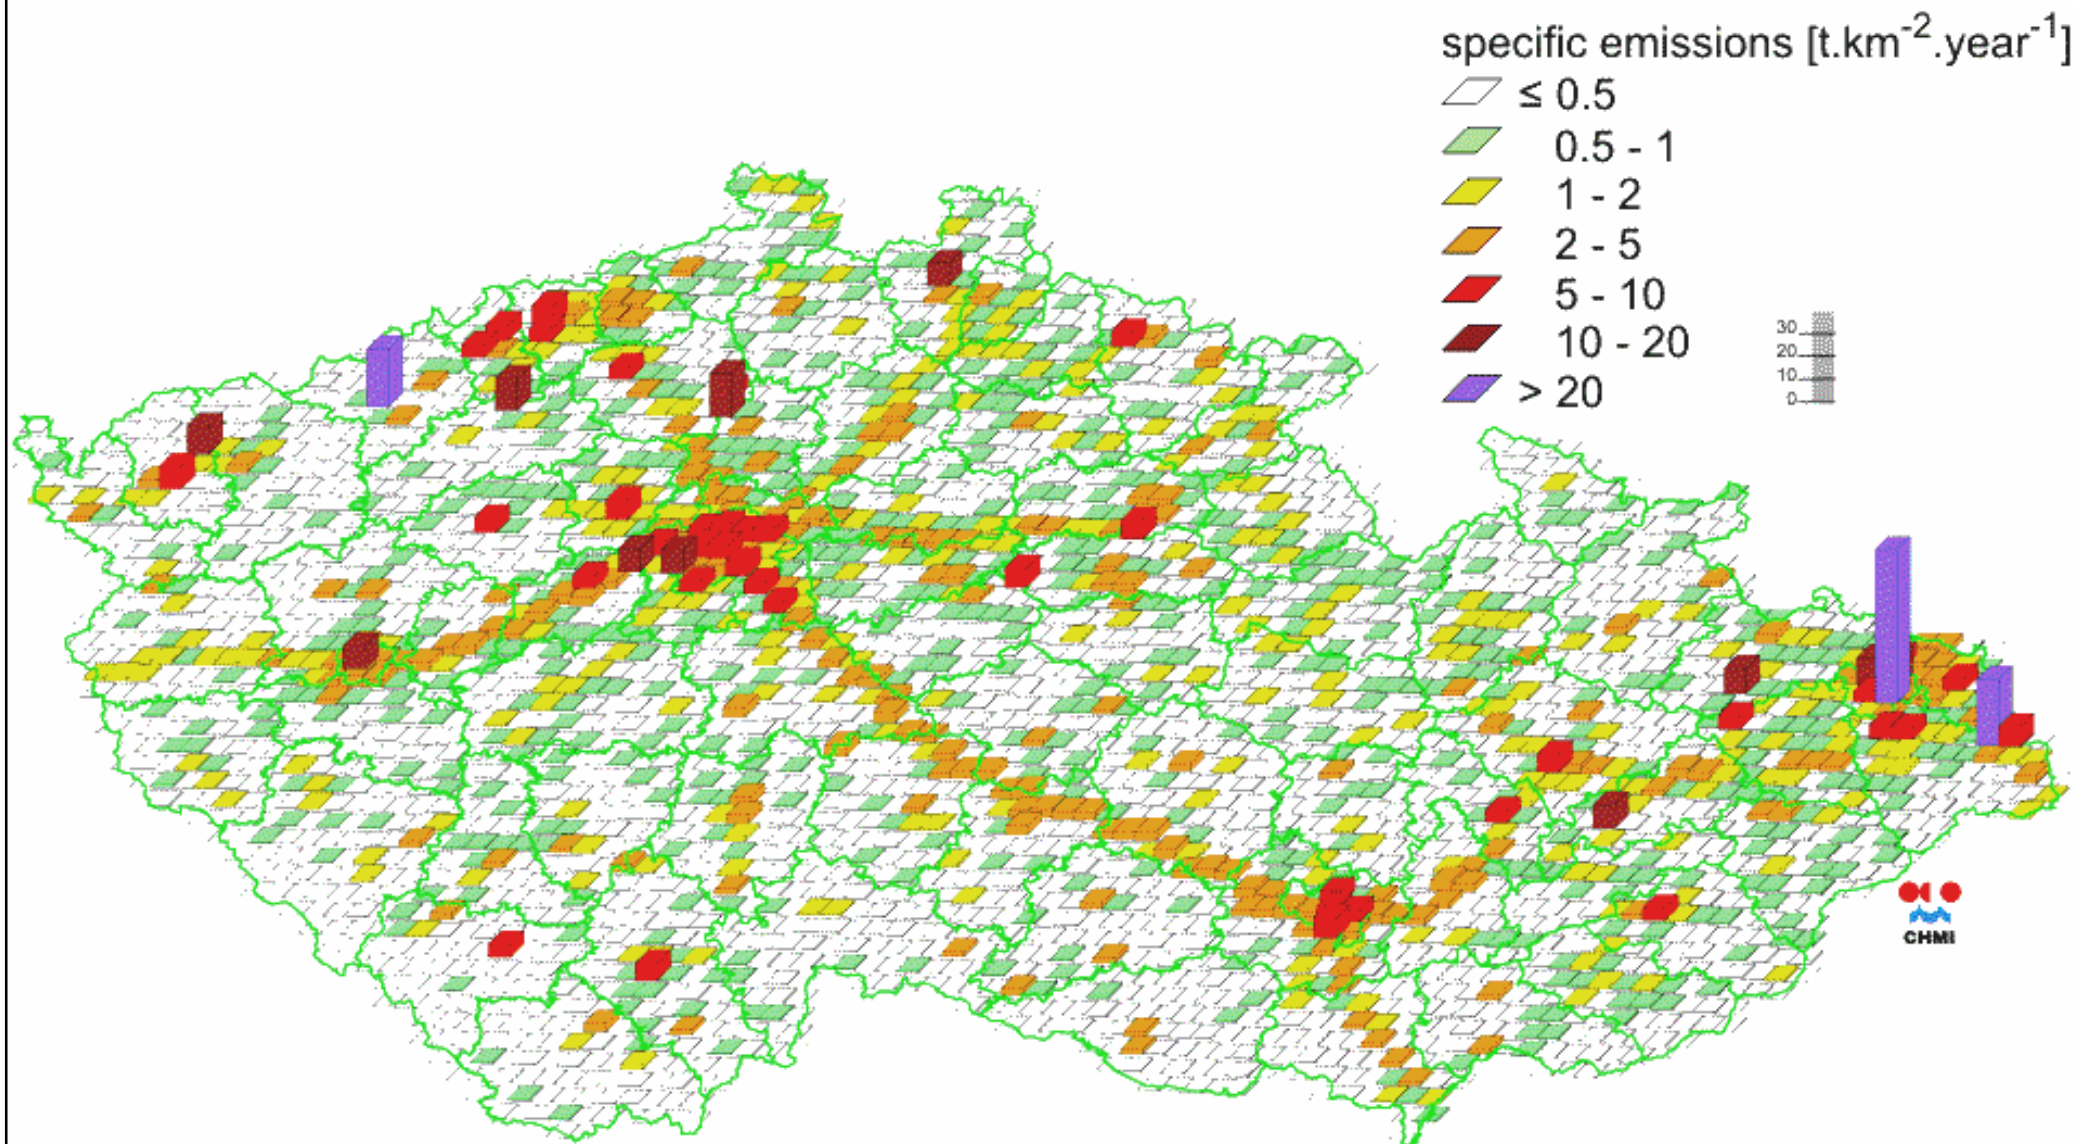 specific emissions [t.km⁻².year⁻¹]
≤ 0.5
0.5 - 1
1 - 2
2 - 5
5 - 10
10 - 20
> 20
30
20
10
0
CHMI